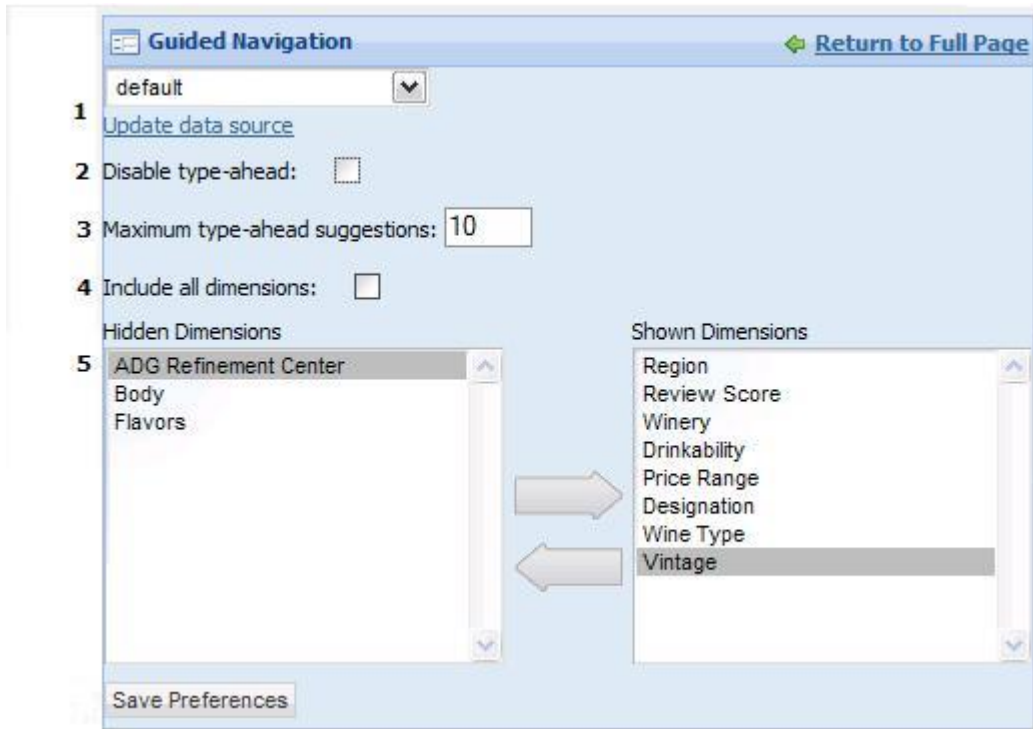 Guided Navigation Return to Full Page
default
1
Update data source
2 Disable type-ahead:
3 Maximum type-ahead suggestions: 10
4 Include all dimensions:
Hidden Dimensions
5 ADG Refinement Center
Body
Flavors
Shown Dimensions
Region
Review Score
Winery
Drinkability
Price Range
Designation
Wine Type
Vintage
Save Preferences